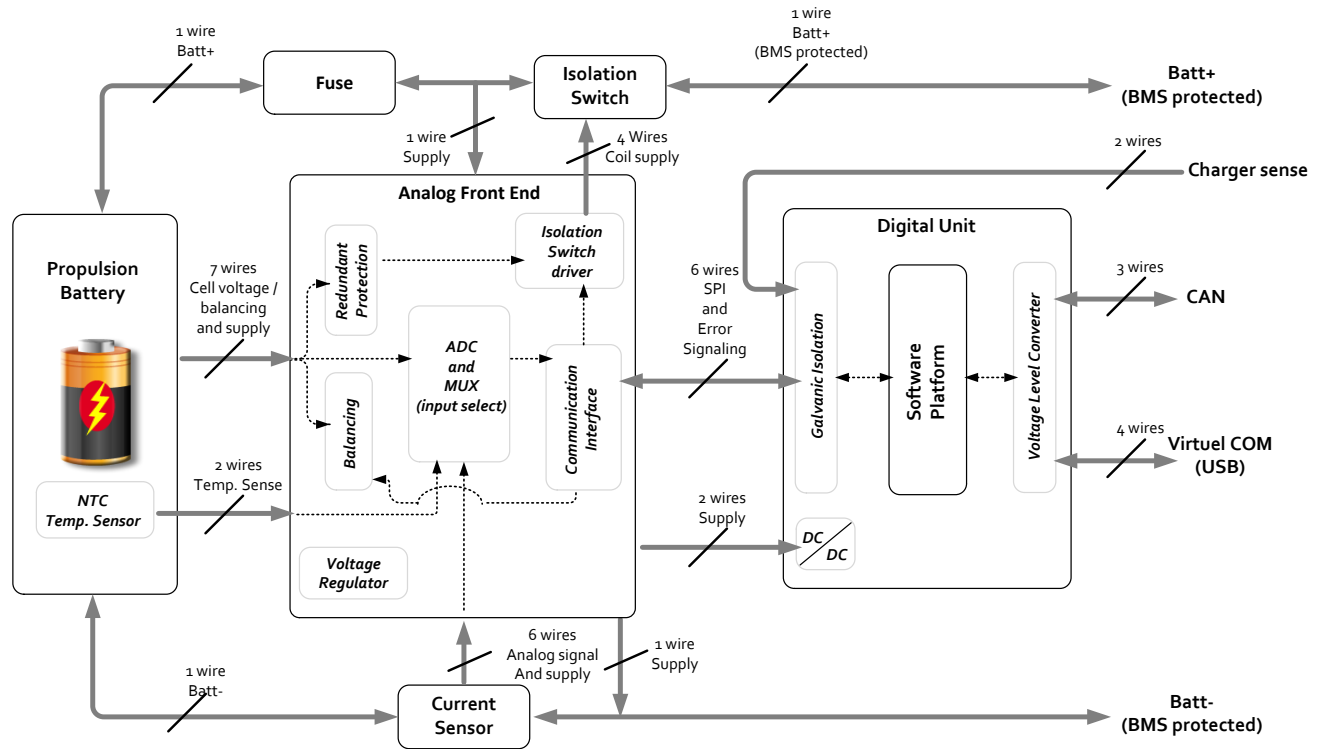 1 wire
Batt+
Fuse
Isolation
Switch
1 wire
Batt+
(BMS protected)
Batt+
(BMS protected)
1 wire
Supply
4 Wires
Coil supply
2 wires
Charger sense
Analog Front End
Digital Unit
Propulsion
Battery
7 wires
Cell voltage /
balancing
and supply
Redundant
Protection
Isolation
Switch
driver
6 wires
SPI
and
Error
Signaling
ADC
and
MUX
(input select)
Balancing
Communication
Interface
Galvanic Isolation
Software
Platform
Voltage Level Converter
3 wires
CAN
4 wires
Virtuel COM
(USB)
NTC
Temp. Sensor
2 wires
Temp. Sense
2 wires
Supply
DC
DC
Voltage
Regulator
6 wires
Analog signal
And supply
1 wire
Supply
1 wire
Batt-
Current
Sensor
Batt-
(BMS protected)